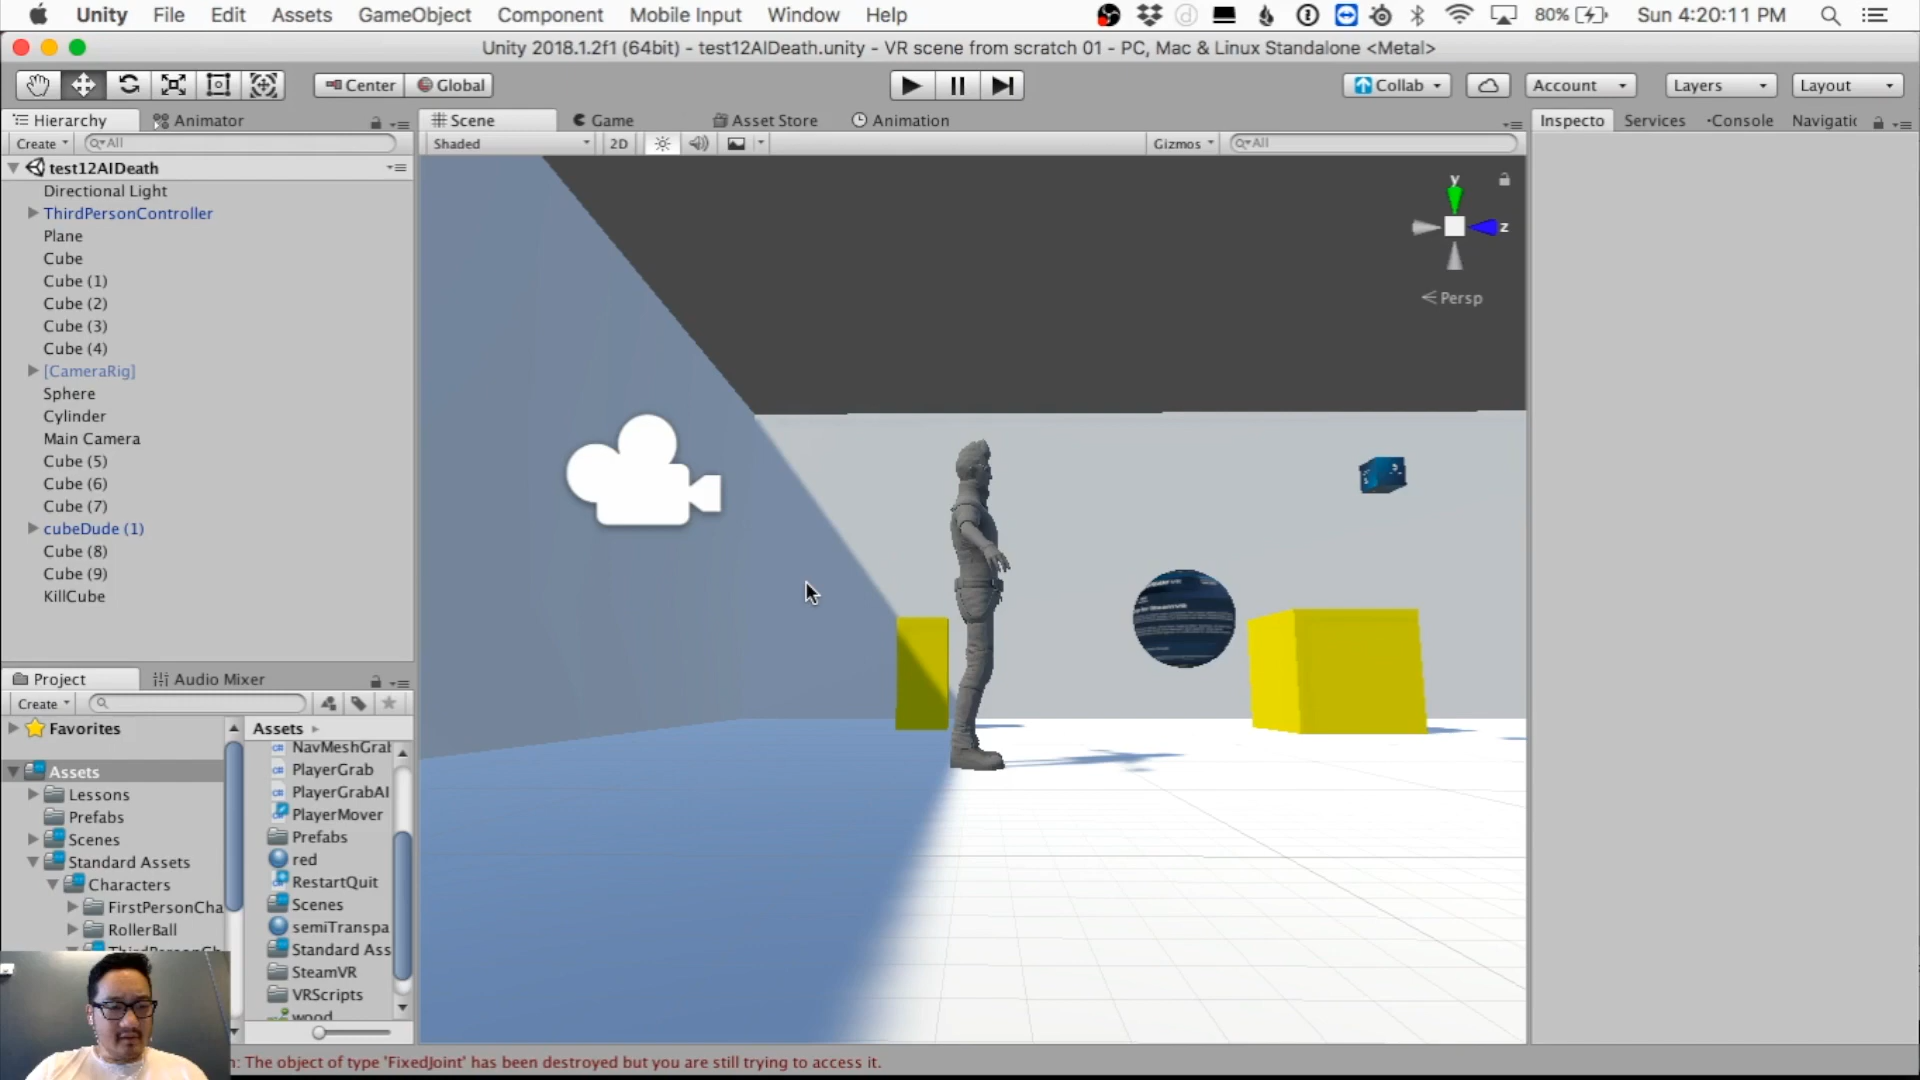 Unity File Edit Assets GameObject Component Mobile Input Window Help 80% Sun 4:20:11 PM
Unity 2018.1.2f1 (64bit) - test12AIDeath.unity - VR scene from scratch 01 - PC, Mac & Linux Standalone <Metal>
Center Global Collab Account Layers Layout
Hierarchy Animator Scene Game Asset Store Animation Inspecto Services Console Navigatic
Create All Shaded 2D Gizmos All
test12AIDeath
Directional Light
ThirdPersonController
Plane
Cube
Cube (1)
Cube (2)
Cube (3)
Cube (4)
[CameraRig]
Sphere
Cylinder
Main Camera
Cube (5)
Cube (6)
Cube (7)
cubeDude (1)
Cube (8)
Cube (9)
KillCube
y
z
Persp
Project Audio Mixer
Create
Favorites
Assets
Lessons
Prefabs
Scenes
Standard Assets
Characters
FirstPersonCha
RollerBall
Assets
NavMeshGrab
PlayerGrab
PlayerGrabAI
PlayerMover
Prefabs
red
RestartQuit
Scenes
semiTranspa
Standard Ass
SteamVR
VRScripts
wood
n: The object of type 'FixedJoint' has been destroyed but you are still trying to access it.